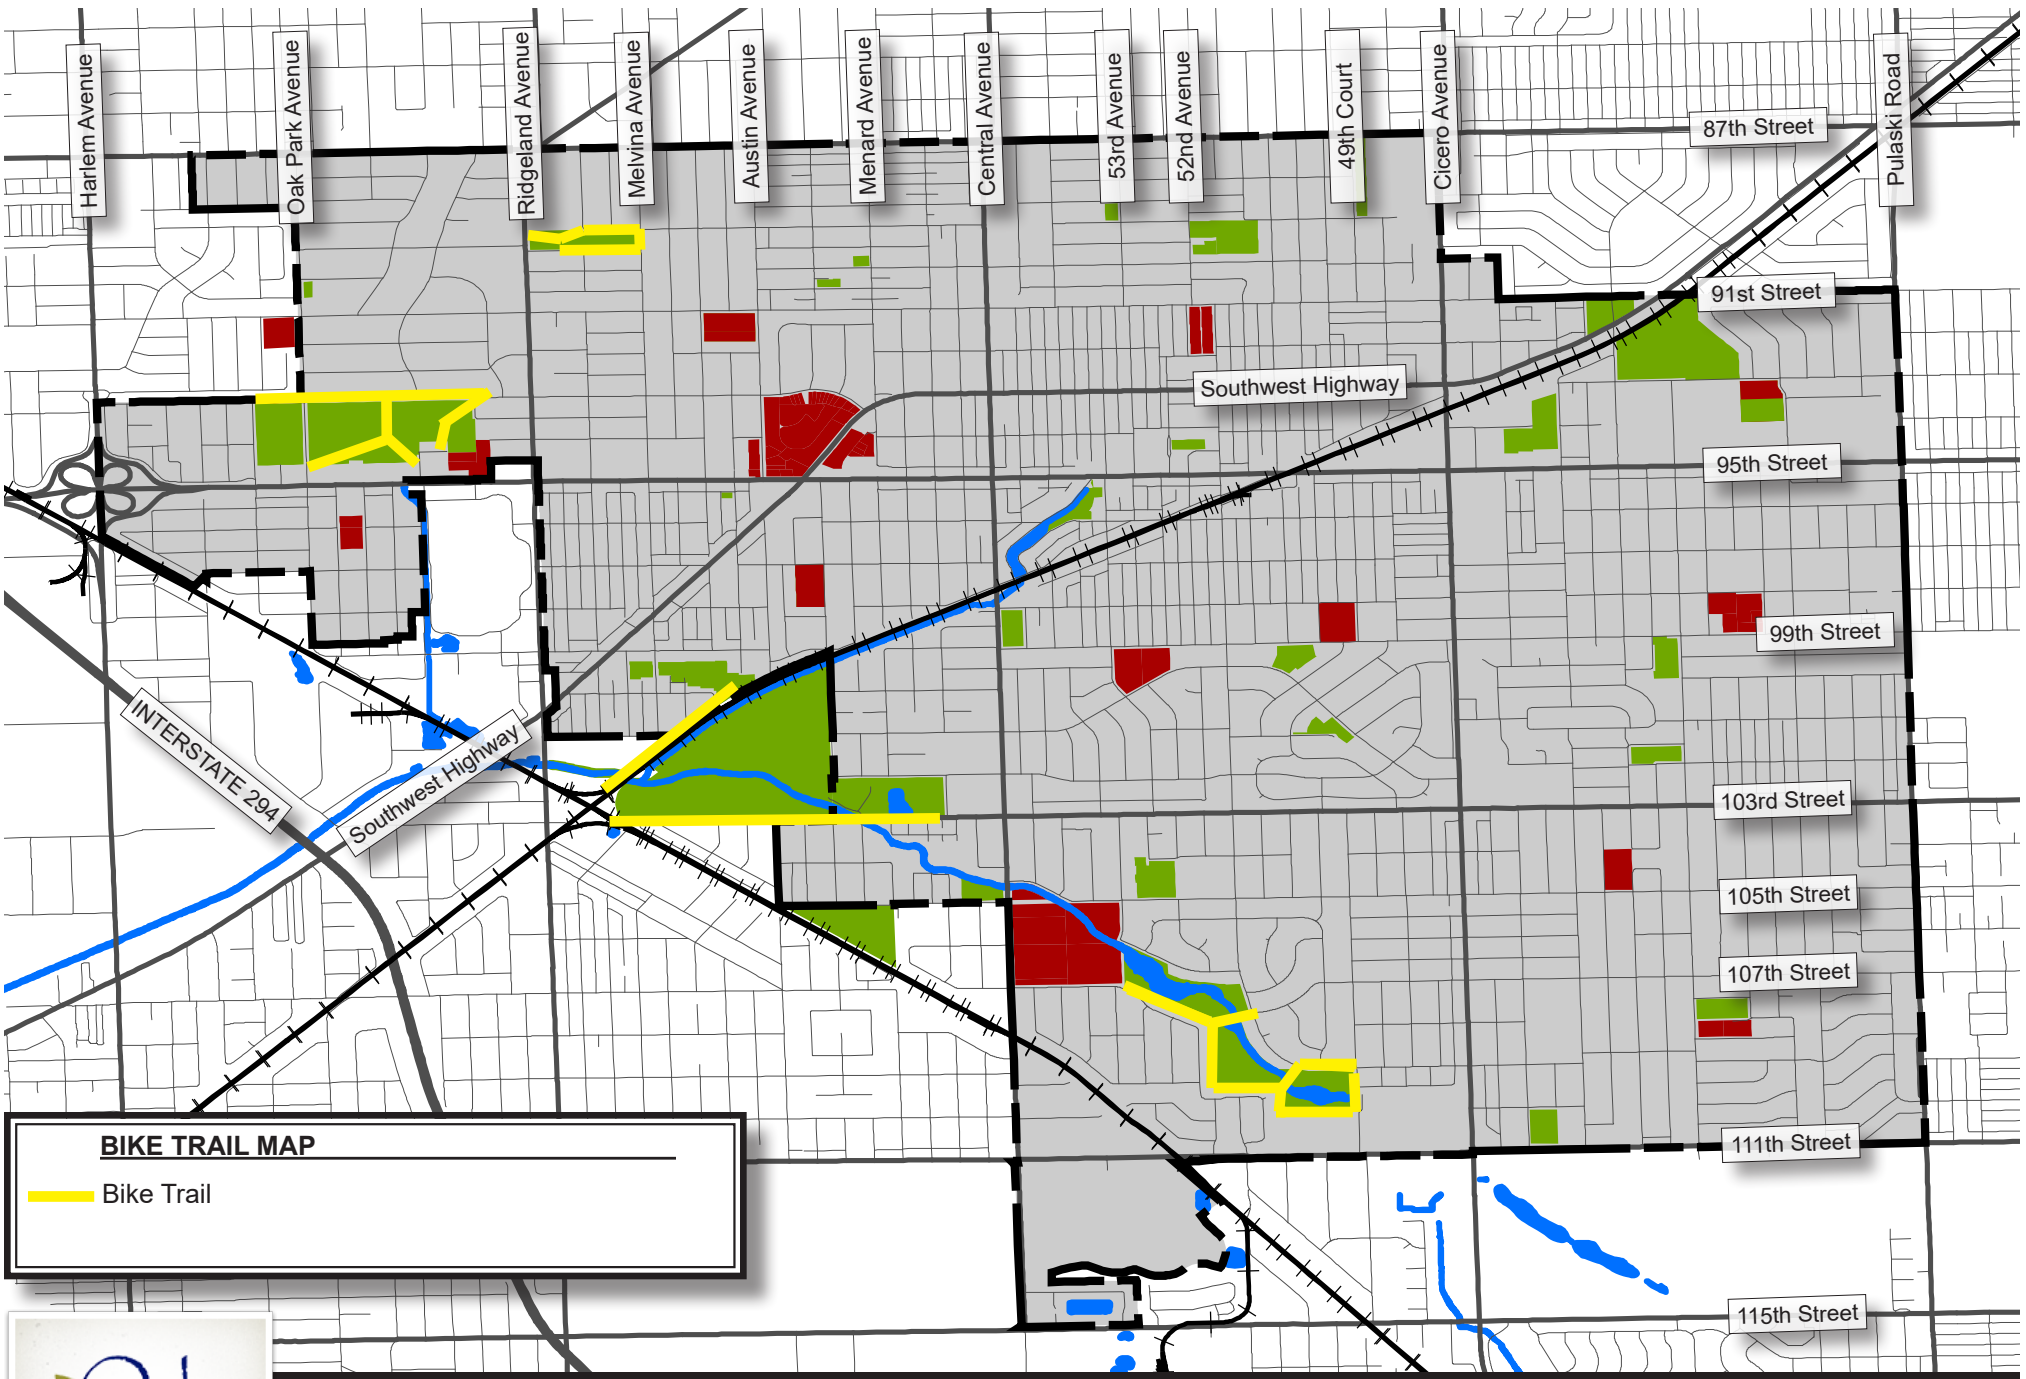 Harlem Avenue
Oak Park Avenue
Ridgeland Avenue
Melvina Avenue
Austin Avenue
Menard Avenue
Central Avenue
53rd Avenue
52nd Avenue
49th Court
Cicero Avenue
Pulaski Road
87th Street
91st Street
Southwest Highway
95th Street
99th Street
INTERSTATE 294
Southwest Highway
103rd Street
105th Street
107th Street
111th Street
115th Street
BIKE TRAIL MAP
Bike Trail